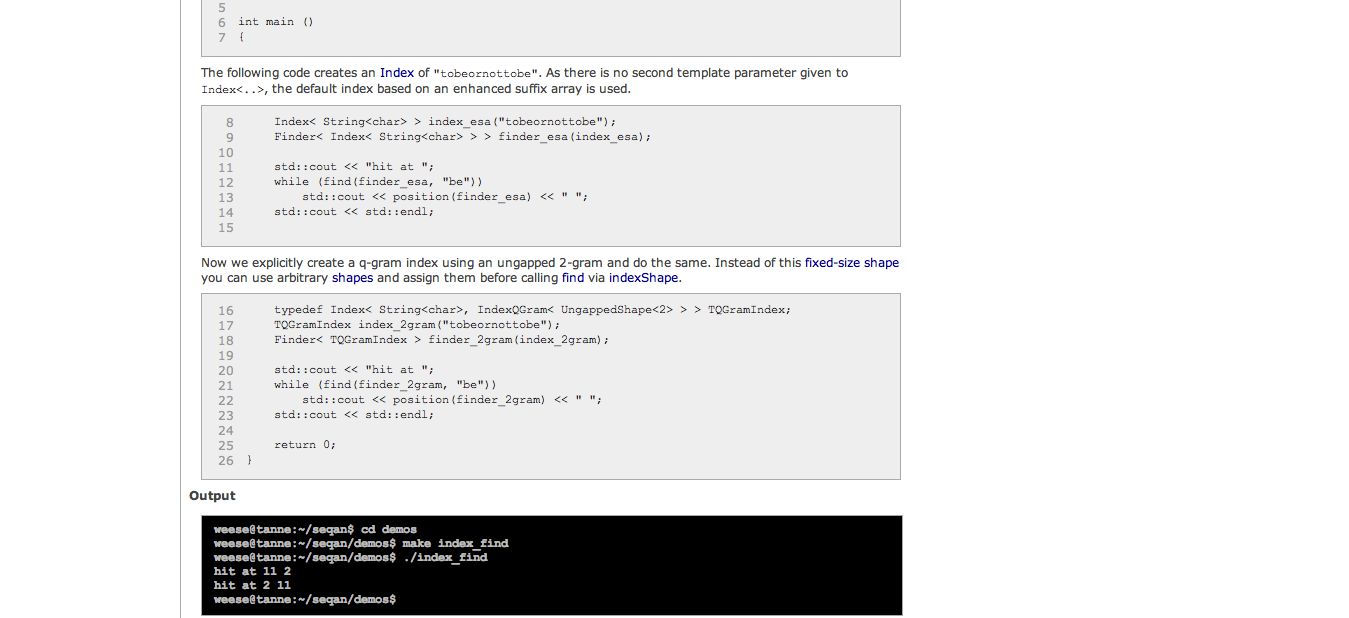 5
6 int main ()
7 {
The following code creates an Index of "tobeornottobe". As there is no second template parameter given to
Index<..>, the default index based on an enhanced suffix array is used.
8 Index< String<char> > index_esa("tobeornottobe");
9 Finder< Index< String<char> > > finder_esa(index_esa);
10
11 std::cout << "hit at ";
12 while (find(finder_esa, "be"))
13 std::cout << position(finder_esa) << " ";
14 std::cout << std::endl;
15
Now we explicitly create a q-gram index using an ungapped 2-gram and do the same. Instead of this fixed-size shape
you can use arbitrary shapes and assign them before calling find via indexShape.
16 typedef Index< String<char>, IndexQGram< UngappedShape<2> > > TQGramIndex;
17 TQGramIndex index_2gram("tobeornottobe");
18 Finder< TQGramIndex > finder_2gram(index_2gram);
19
20 std::cout << "hit at ";
21 while (find(finder_2gram, "be"))
22 std::cout << position(finder_2gram) << " ";
23 std::cout << std::endl;
24
25 return 0;
26 }
Output
weese@tanne:~/seqan$ cd demos
weese@tanne:~/seqan/demos$ make index_find
weese@tanne:~/seqan/demos$ ./index_find
hit at 11 2
hit at 2 11
weese@tanne:~/seqan/demos$